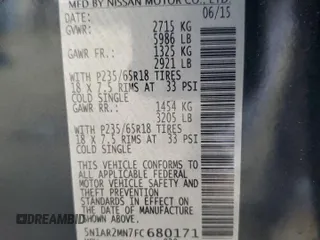 MFD BY NISSAN MOTOR CO., LTD.
06/15
GVWR: 2715 KG
5986 LB
GAWR FR.: 1325 KG
2921 LB
WITH P235/65R18 TIRES
18 X 7.5 RIMS AT 33 PSI
COLD SINGLE
GAWR RR.: 1454 KG
3205 LB
WITH P235/65R18 TIRES
18 X 7.5 RIMS AT 33 PSI
COLD SINGLE
THIS VEHICLE CONFORMS TO
ALL APPLICABLE FEDERAL
SAFETY AND THEFT
PREVENTION STANDARDS IN
EFFECT ON THE DATE OF
MANUFACTURE SHOWN ABOVE.
5N1AR2MN7FC680171
DREAMBID